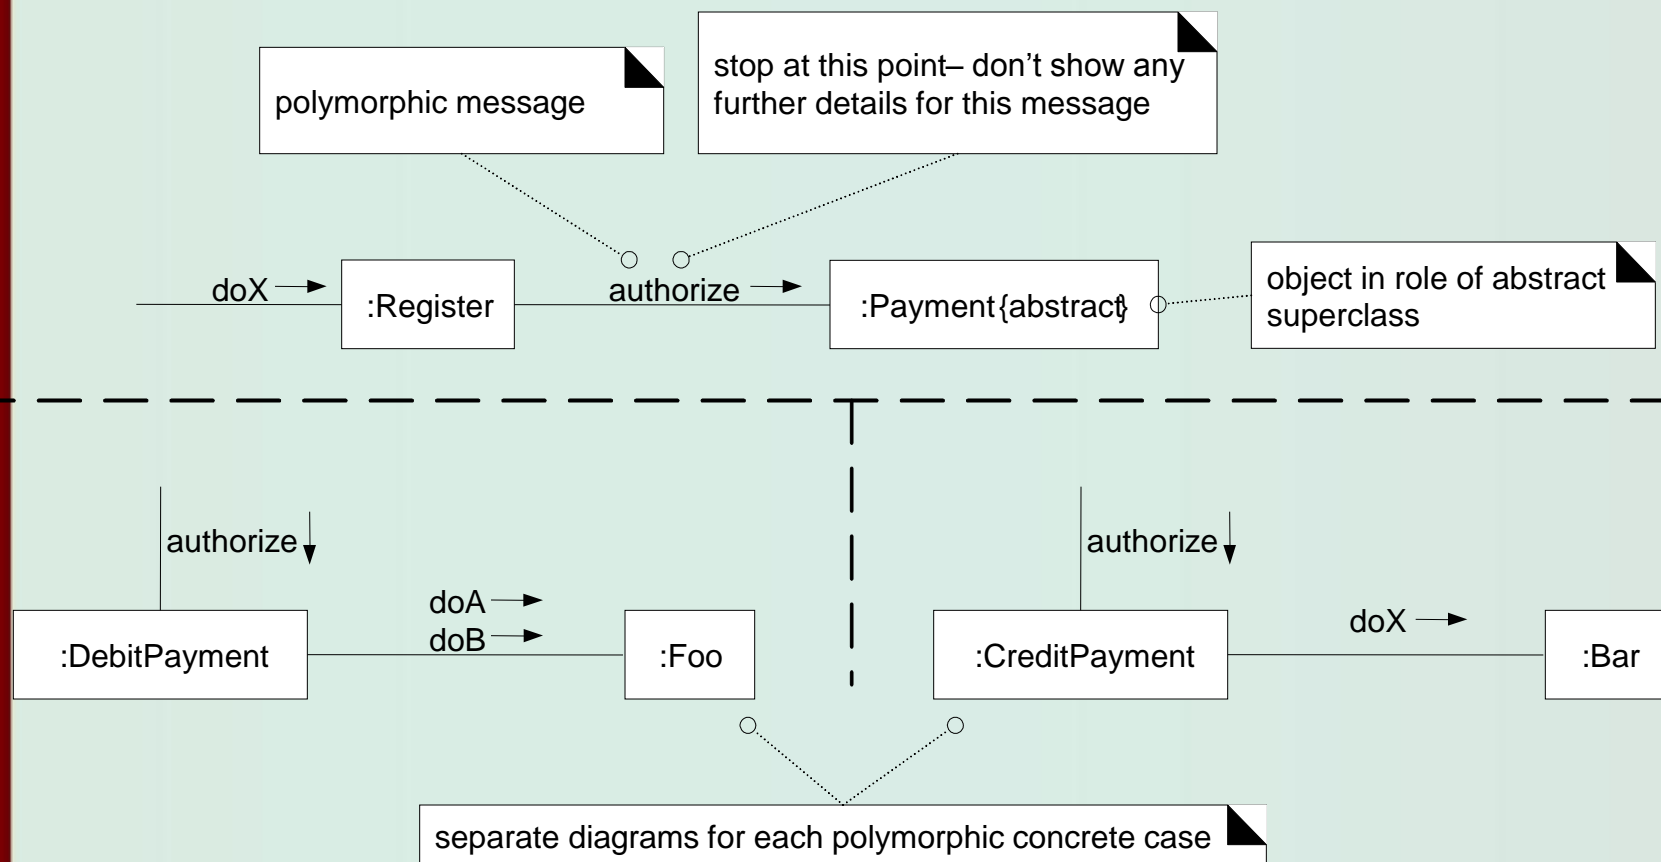 polymorphic message
stop at this point– don’t show any
further details for this message
doX
:Register
authorize
:Payment {abstract}
object in role of abstract
superclass
authorize
:DebitPayment
doA
doB
:Foo
authorize
:CreditPayment
doX
:Bar
separate diagrams for each polymorphic concrete case